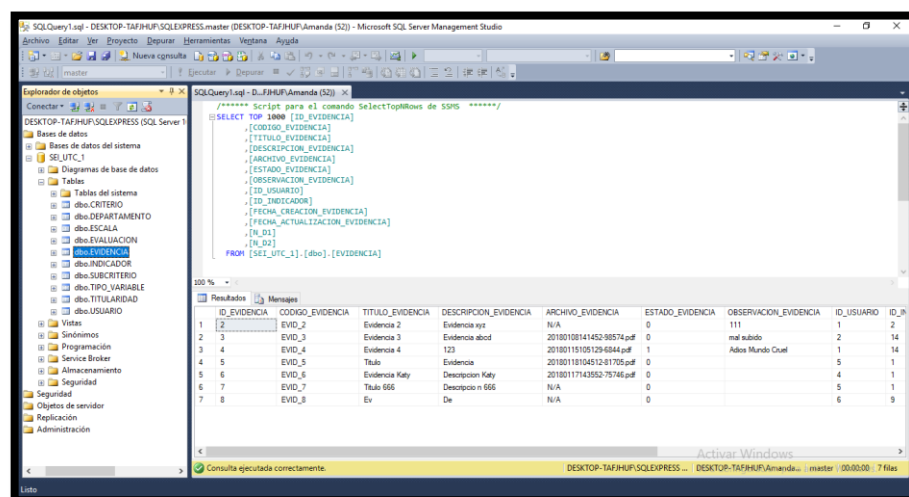 SQLQuery1.sql - DESKTOP-TAFJHUF\SQLEXPRESS.master (DESKTOP-TAFJHUF\Amanda (52)) - Microsoft SQL Server Management Studio
Archivo Editar Ver Proyecto Depurar Herramientas Ventana Ayuda
Nueva consulta
master Ejecutar Depurar
Explorador de objetos
SQLQuery1.sql - D...FJHUF\Amanda (52))
Conectar
DESKTOP-TAFJHUF\SQLEXPRESS (SQL Server 1
Bases de datos
Bases de datos del sistema
SEI_UTC_1
Diagramas de base de datos
Tablas
Tablas del sistema
dbo.CRITERIO
dbo.DEPARTAMENTO
dbo.ESCALA
dbo.EVALUACION
dbo.EVIDENCIA
dbo.INDICADOR
dbo.SUBCRITERIO
dbo.TIPO_VARIABLE
dbo.TITULARIDAD
dbo.USUARIO
Vistas
Sinónimos
Programación
Service Broker
Almacenamiento
Seguridad
Seguridad
Objetos de servidor
Replicación
Administración
/****** Script para el comando SelectTopNRows de SSMS ******/
SELECT TOP 1000 [ID_EVIDENCIA]
,[CODIGO_EVIDENCIA]
,[TITULO_EVIDENCIA]
,[DESCRIPCION_EVIDENCIA]
,[ARCHIVO_EVIDENCIA]
,[ESTADO_EVIDENCIA]
,[OBSERVACION_EVIDENCIA]
,[ID_USUARIO]
,[ID_INDICADOR]
,[FECHA_CREACION_EVIDENCIA]
,[FECHA_ACTUALIZACION_EVIDENCIA]
,[N_D1]
,[N_D2]
FROM [SEI_UTC_1].[dbo].[EVIDENCIA]
100 %
Resultados Mensajes
ID_EVIDENCIA CODIGO_EVIDENCIA TITULO_EVIDENCIA DESCRIPCION_EVIDENCIA ARCHIVO_EVIDENCIA ESTADO_EVIDENCIA OBSERVACION_EVIDENCIA ID_USUARIO ID_IN
1 2 EVID_2 Evidencia 2 Evidencia xyz N/A 0 111 1 2
2 3 EVID_3 Evidencia 3 Evidencia abcd 20180108141452-98574.pdf 0 mal subido 2 14
3 4 EVID_4 Evidencia 4 123 20180115105129-6844.pdf 1 Adios Mundo Cruel 1 14
4 5 EVID_5 Titulo Evidencia 20180118104512-81705.pdf 0 5 1
5 6 EVID_6 Evidencia Katy Descripcion Katy 20180117143552-75746.pdf 0 4 1
6 7 EVID_7 Titulo 666 Descripcio n 666 N/A 0 5 1
7 8 EVID_8 Ev De N/A 0 6 9
Activar Windows
Consulta ejecutada correctamente. DESKTOP-TAFJHUF\SQLEXPRESS ... DESKTOP-TAFJHUF\Amanda... master 00:00:00 7 filas
Listo